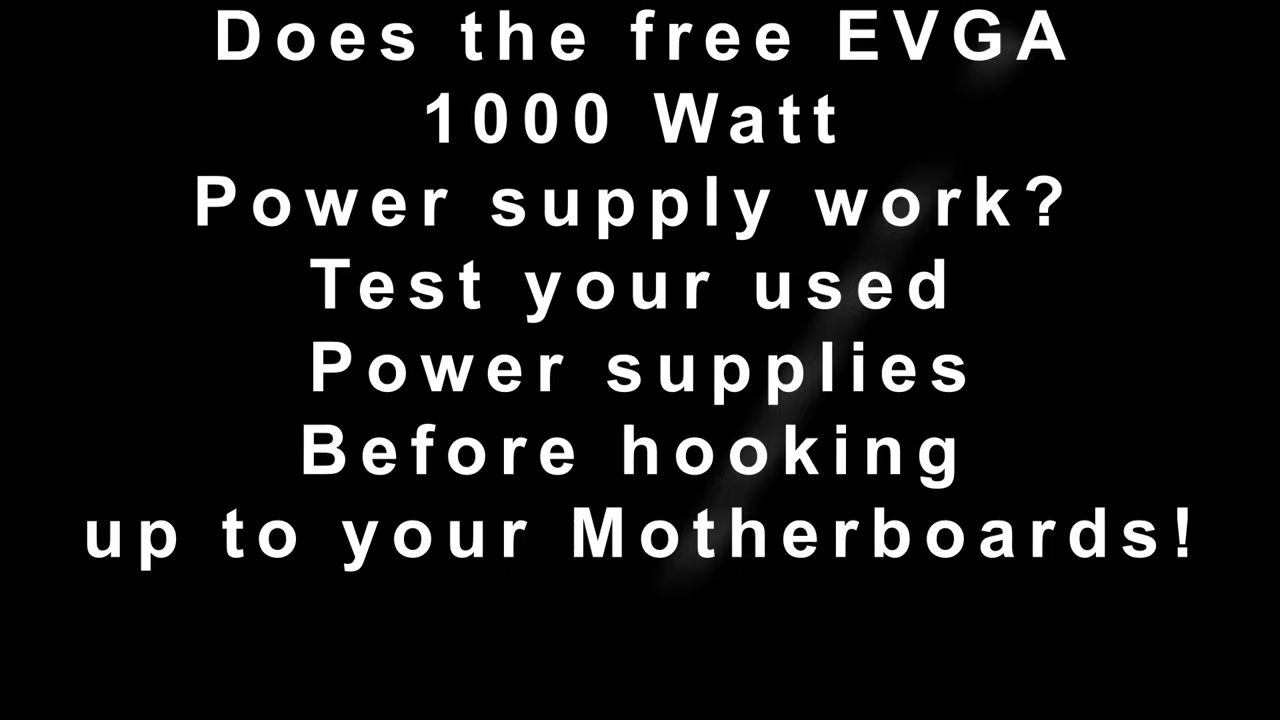 Does the free EVGA
1000 Watt
Power supply work?
Test your used
Power supplies
Before hooking
up to your Motherboards!